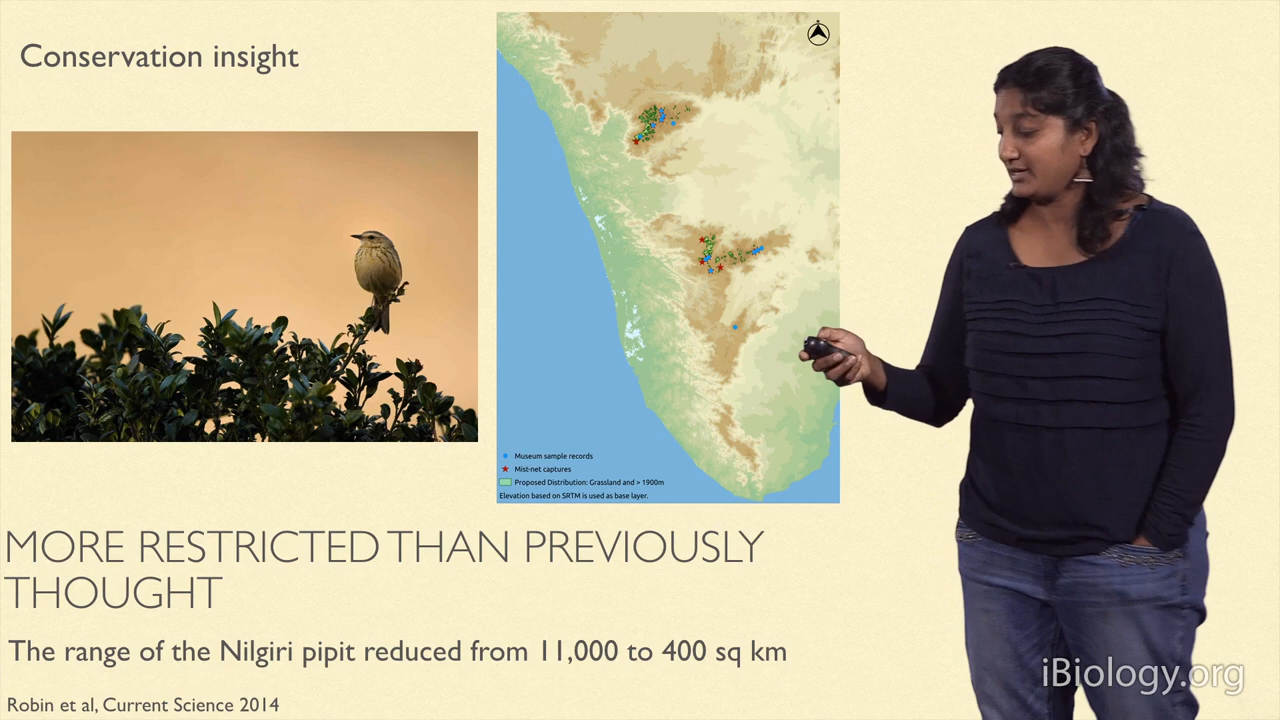 Conservation insight
Museum sample records
Mist-net captures
Proposed Distribution: Grassland and > 1900m
Elevation based on SRTM is used as base layer.
MORE RESTRICTED THAN PREVIOUSLY
THOUGHT
The range of the Nilgiri pipit reduced from 11,000 to 400 sq km
Robin et al, Current Science 2014
iBiology.org